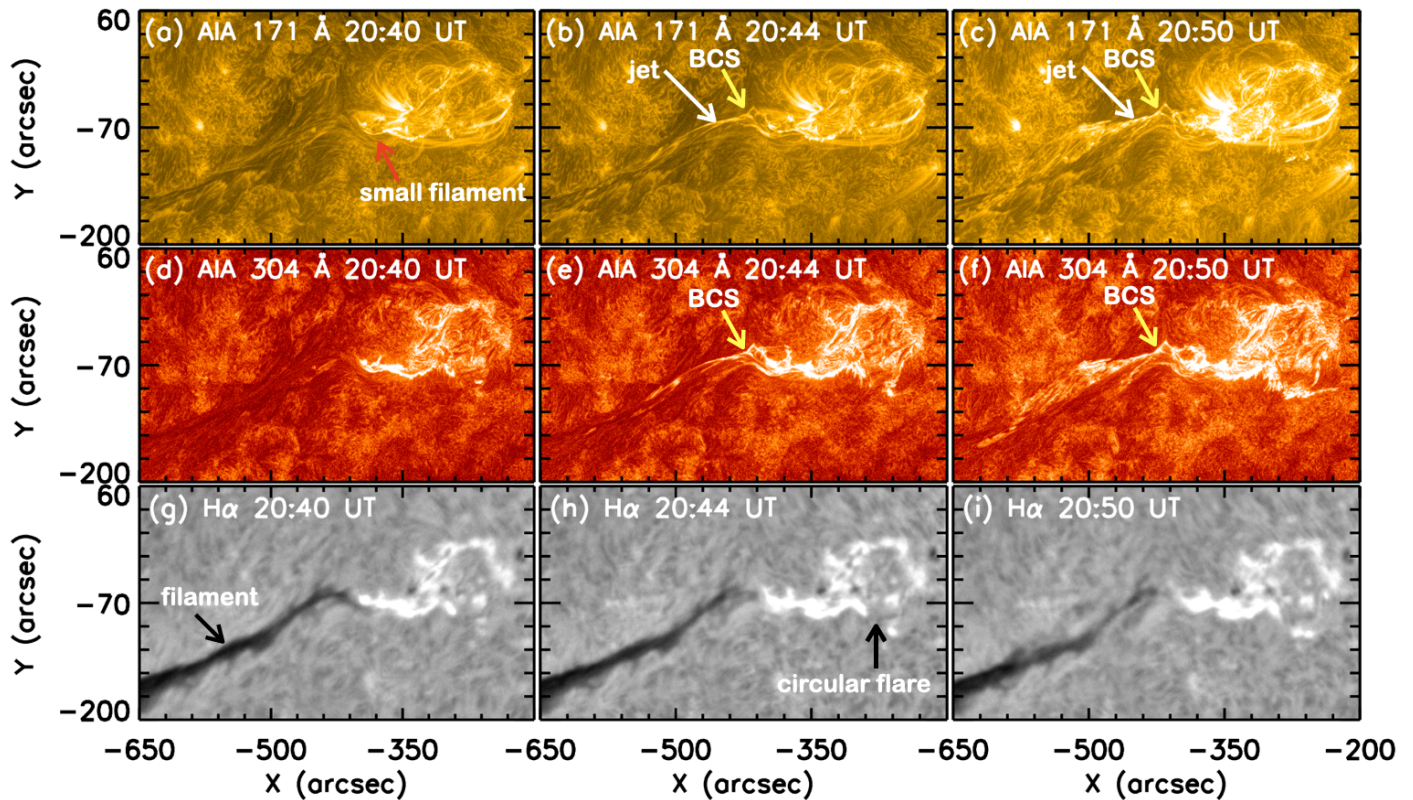 60
(a) AIA 171 Å 20:40 UT
(b) AIA 171 Å 20:44 UT
(c) AIA 171 Å 20:50 UT
jet
BCS
jet
BCS
Y (arcsec)
-70
small filament
-200
60
(d) AIA 304 Å 20:40 UT
(e) AIA 304 Å 20:44 UT
(f) AIA 304 Å 20:50 UT
BCS
BCS
Y (arcsec)
-70
-200
60
(g) Hα 20:40 UT
(h) Hα 20:44 UT
(i) Hα 20:50 UT
filament
Y (arcsec)
-70
circular flare
-200
-650 -500 -350 -650 -500 -350 -650 -500 -350 -200
X (arcsec) X (arcsec) X (arcsec)